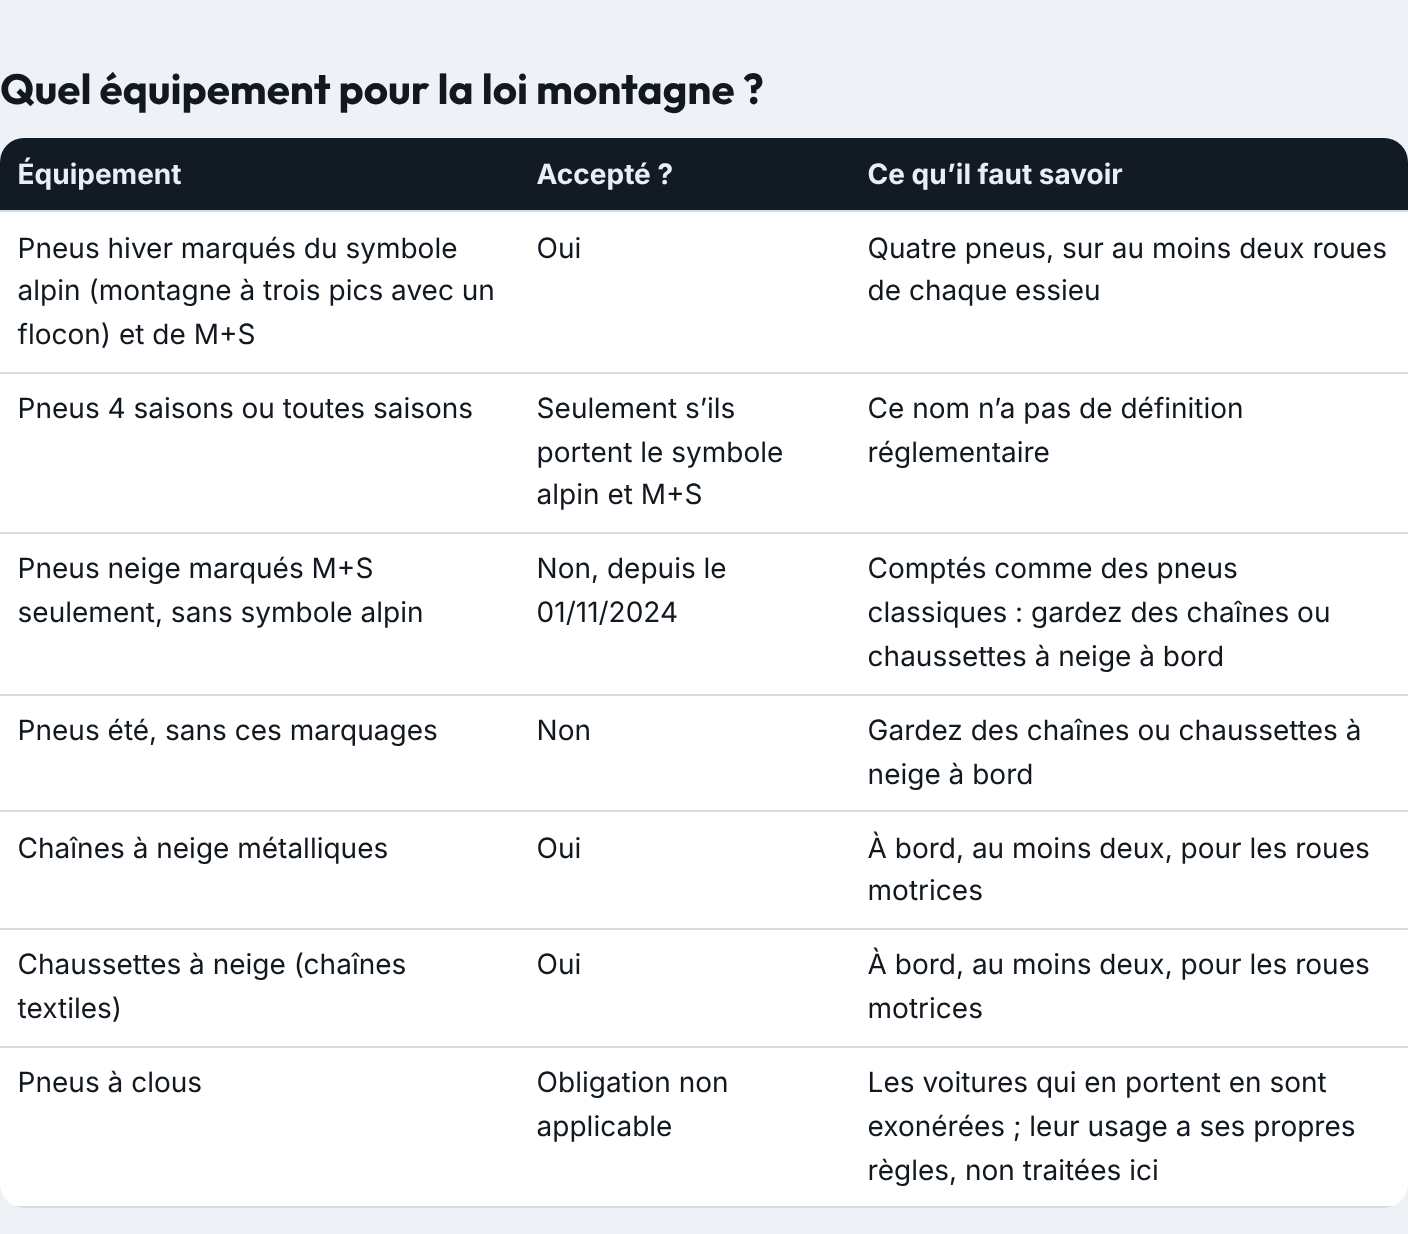 Quel équipement pour la loi montagne ?
Équipement
Accepté ?
Ce qu’il faut savoir
Pneus hiver marqués du symbole
alpin (montagne à trois pics avec un
flocon) et de M+S
Oui
Quatre pneus, sur au moins deux roues
de chaque essieu
Pneus 4 saisons ou toutes saisons
Seulement s’ils
portent le symbole
alpin et M+S
Ce nom n’a pas de définition
réglementaire
Pneus neige marqués M+S
seulement, sans symbole alpin
Non, depuis le
01/11/2024
Comptés comme des pneus
classiques : gardez des chaînes ou
chaussettes à neige à bord
Pneus été, sans ces marquages
Non
Gardez des chaînes ou chaussettes à
neige à bord
Chaînes à neige métalliques
Oui
À bord, au moins deux, pour les roues
motrices
Chaussettes à neige (chaînes
textiles)
Oui
À bord, au moins deux, pour les roues
motrices
Pneus à clous
Obligation non
applicable
Les voitures qui en portent en sont
exonérées ; leur usage a ses propres
règles, non traitées ici